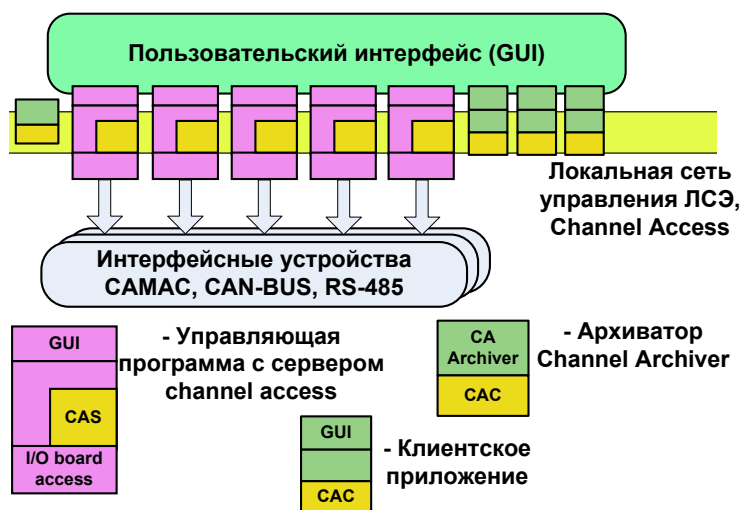 Пользовательский интерфейс (GUI)
Локальная сеть
управления ЛСЭ,
Channel Access
Интерфейсные устройства
CAMAC, CAN-BUS, RS-485
GUI
CAS
I/O board
access
- Управляющая
программа с сервером
channel access
CA
Archiver
CAC
- Архиватор
Channel Archiver
GUI
CAC
- Клиентское
приложение